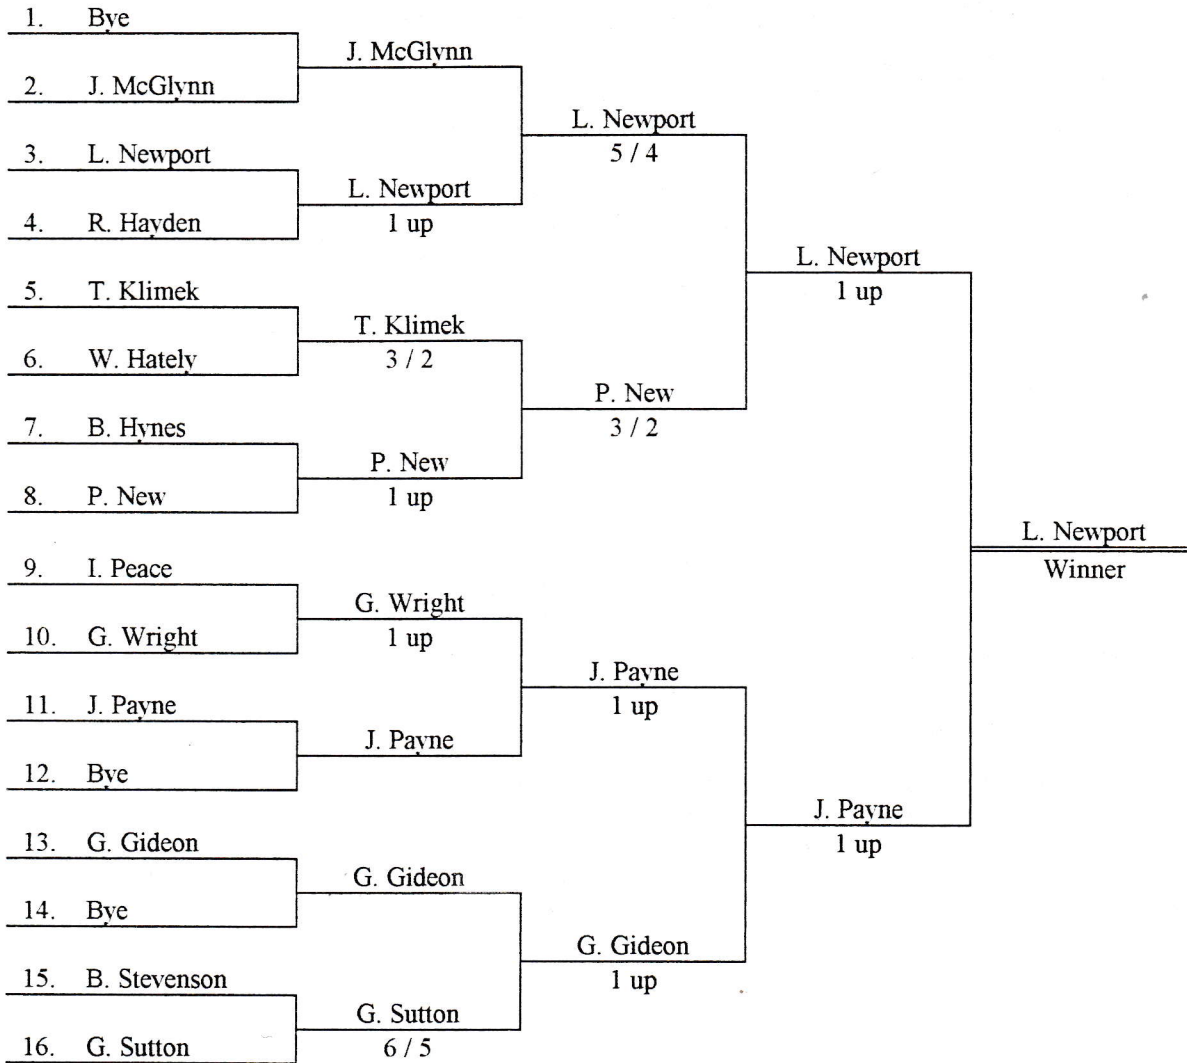 1. Bye
J. McGlynn
2. J. McGlynn
L. Newport
5 / 4
3. L. Newport
L. Newport
1 up
4. R. Hayden
L. Newport
1 up
5. T. Klimek
T. Klimek
3 / 2
6. W. Hately
P. New
3 / 2
7. B. Hynes
P. New
1 up
8. P. New
L. Newport
Winner
9. I. Peace
G. Wright
1 up
10. G. Wright
J. Payne
1 up
11. J. Payne
J. Payne
12. Bye
J. Payne
1 up
13. G. Gideon
G. Gideon
14. Bye
G. Gideon
1 up
15. B. Stevenson
G. Sutton
6 / 5
16. G. Sutton